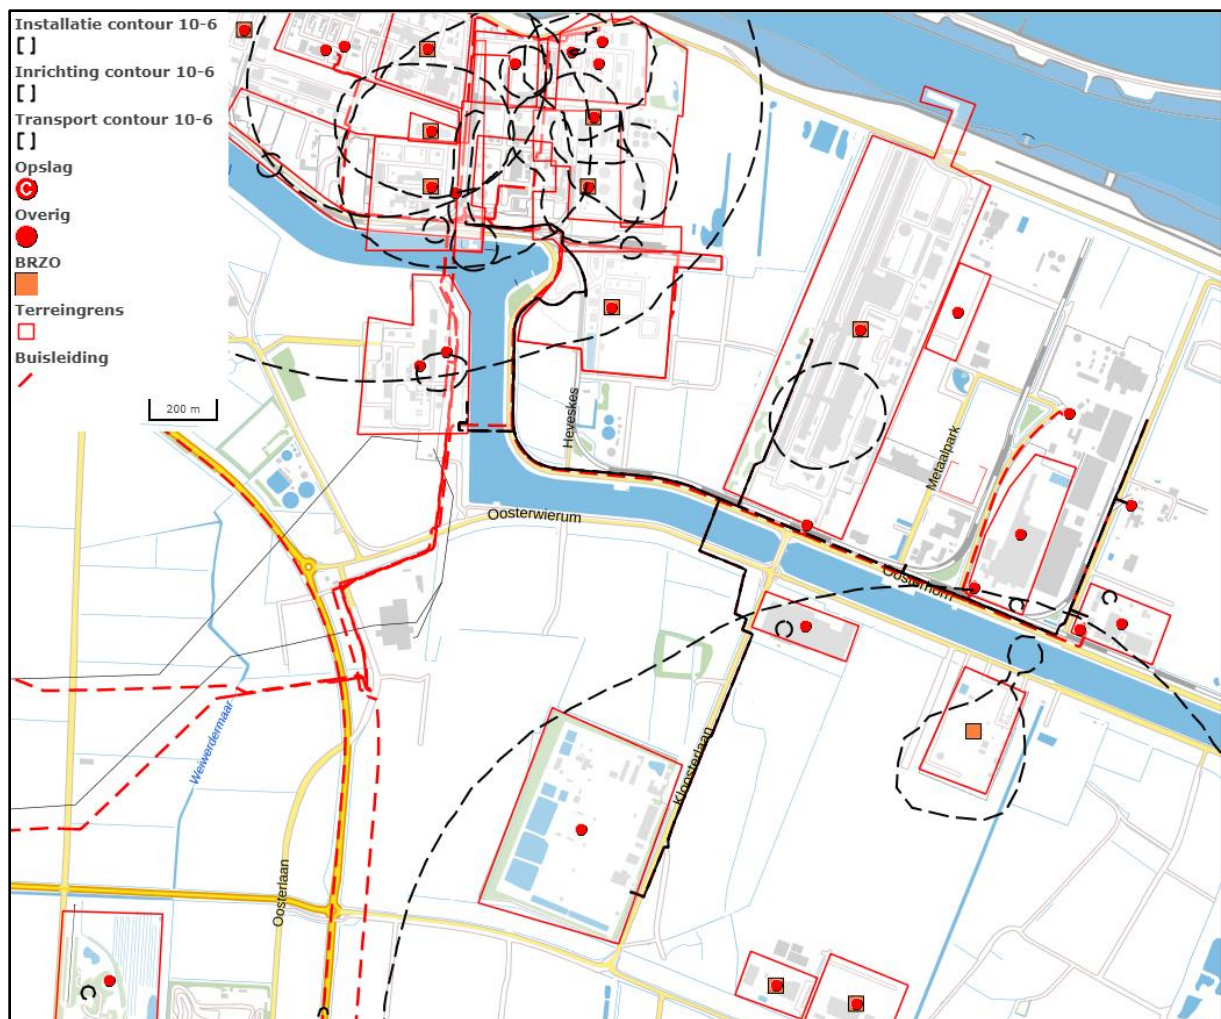 Installatie contour 10-6
Inrichting contour 10-6
Transport contour 10-6
Opslag
C
Overig
BRZO
Terreingrens
Buisleiding
200 m
Heveskes
Metaalpark
Oosterwierum
Oosterhorn
Weiwerdermaar
Kloosterlaan
Oosterlaan